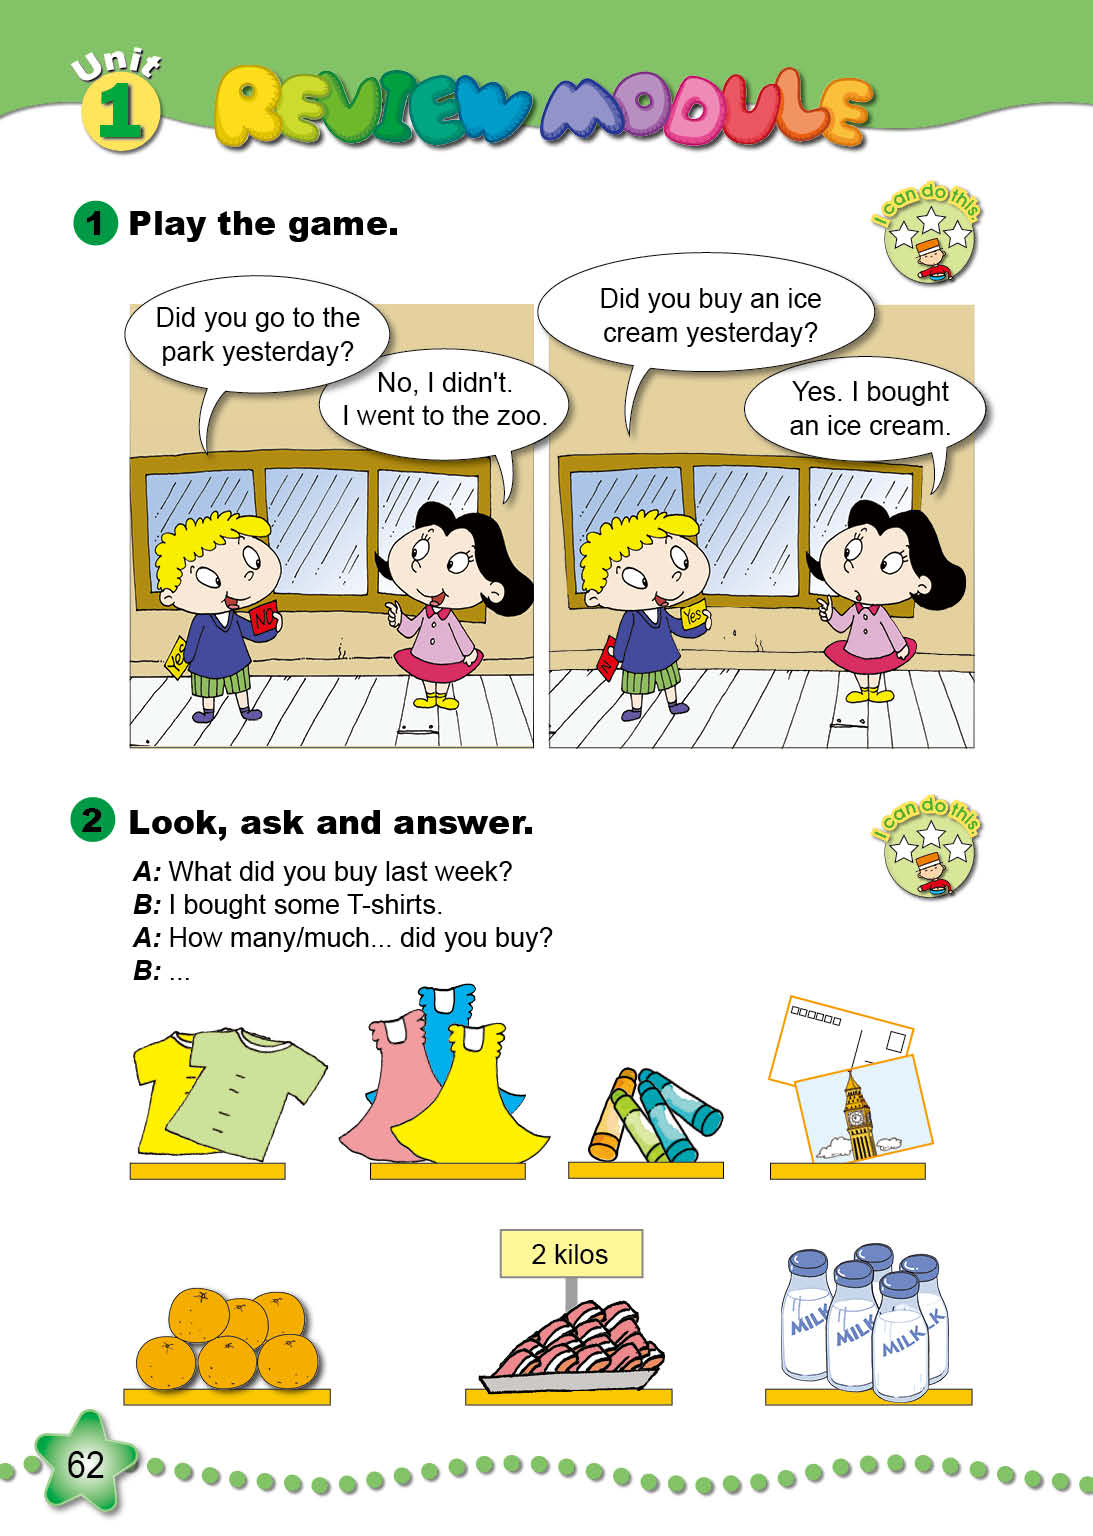 Unit
1
REVIEW MODULE
1 Play the game.
I can do this.
Did you go to the
park yesterday?
No, I didn't.
I went to the zoo.
Did you buy an ice
cream yesterday?
Yes. I bought
an ice cream.
NO
Yes
Yes
N
2 Look, ask and answer.
I can do this.
A: What did you buy last week?
B: I bought some T-shirts.
A: How many/much... did you buy?
B: ...
2 kilos
MILK
MILK
MILK
LK
62